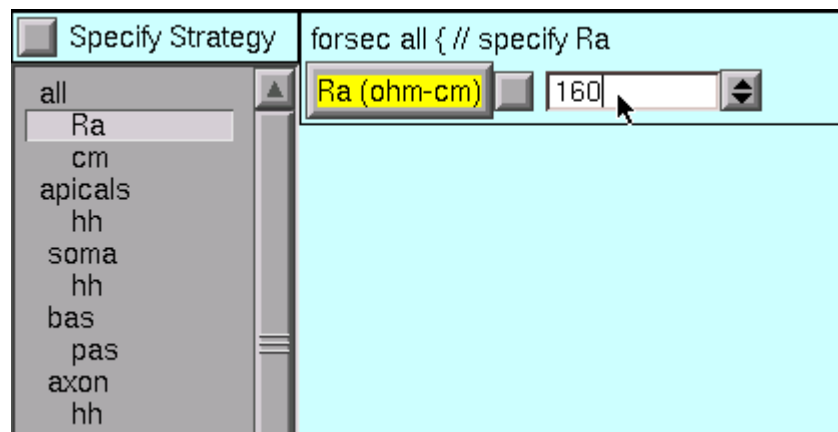 Specify Strategy
all
Ra
cm
apicals
hh
soma
hh
bas
pas
axon
hh
forsec all { // specify Ra
Ra (ohm-cm) 160